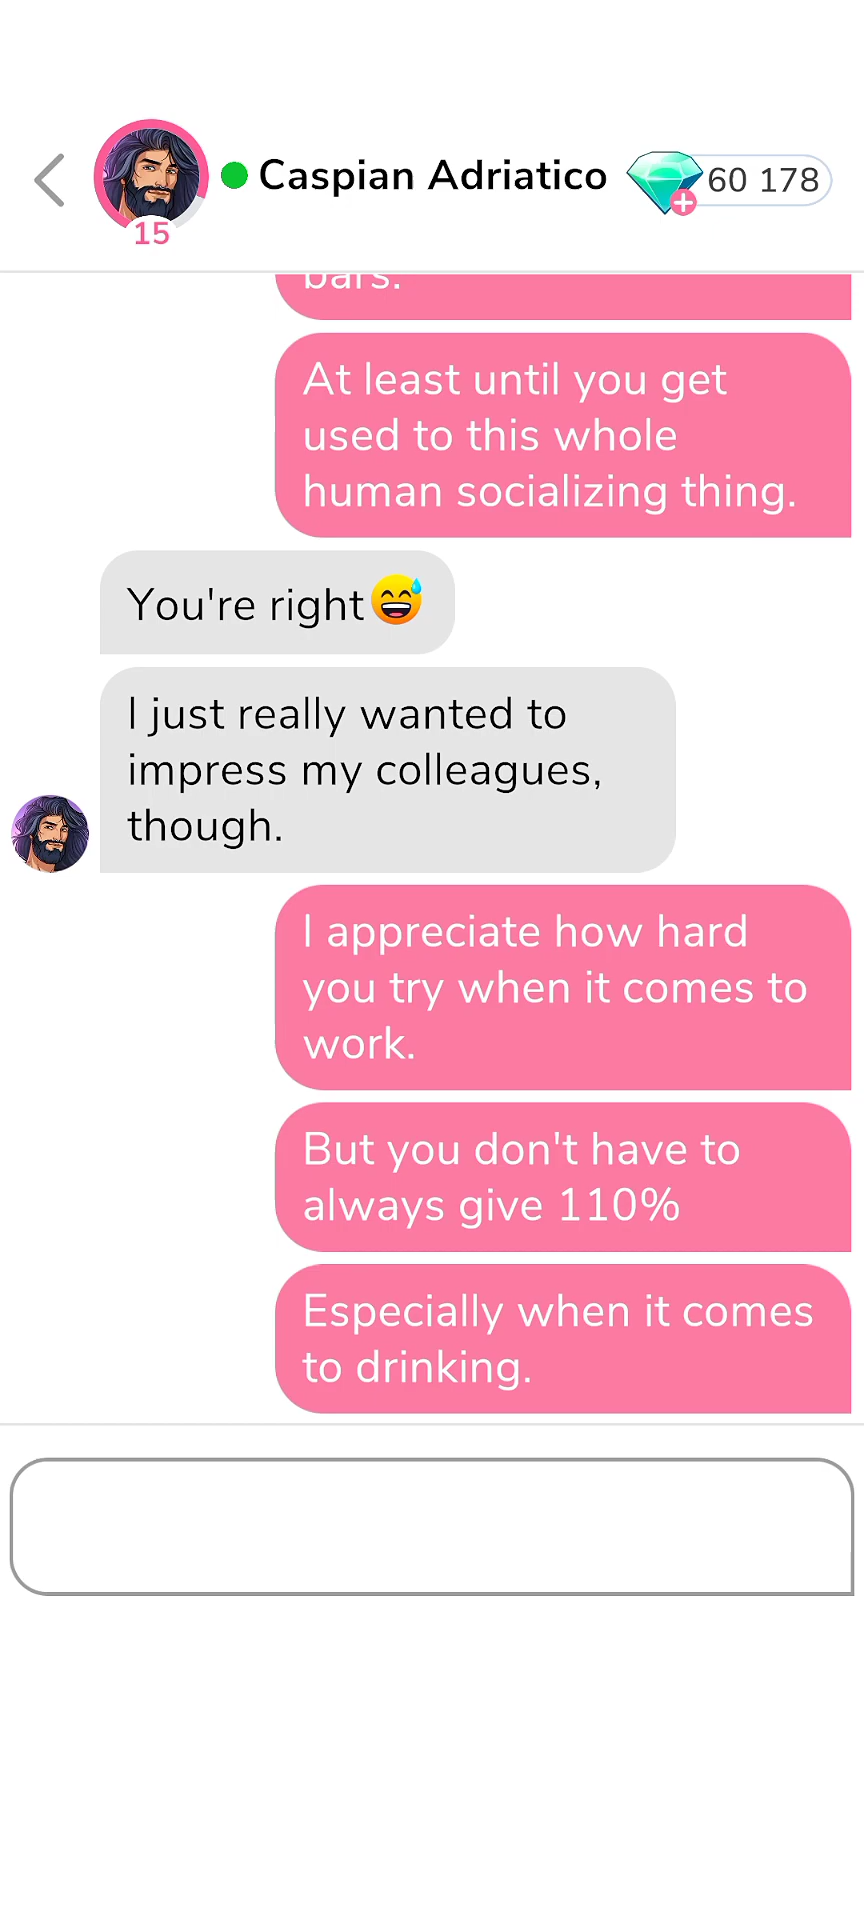 Caspian Adriatico
60 178
15
bars.
At least until you get
used to this whole
human socializing thing.
You're right😅
I just really wanted to
impress my colleagues,
though.
I appreciate how hard
you try when it comes to
work.
But you don't have to
always give 110%
Especially when it comes
to drinking.